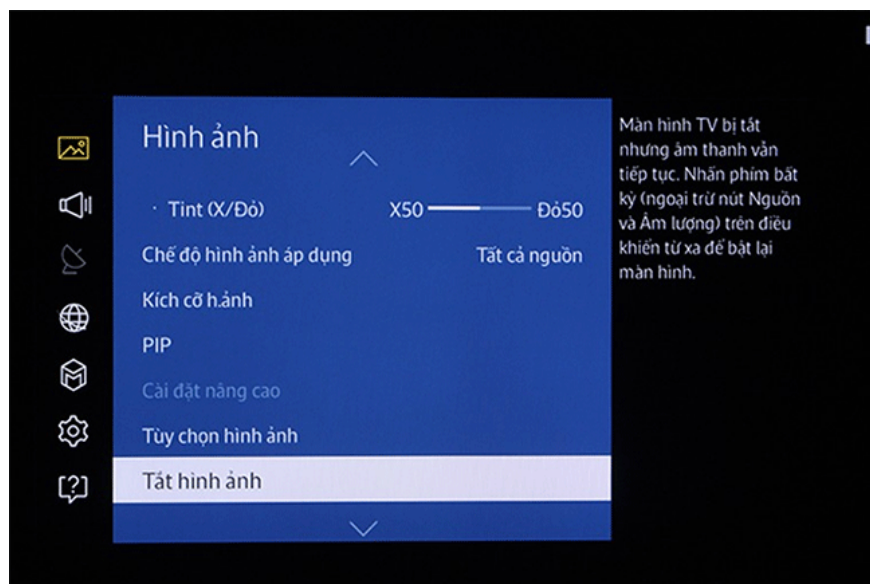 Hình ảnh
· Tint (X/Đỏ) X50 Đỏ50
Chế độ hình ảnh áp dụng Tất cả nguồn
Kích cỡ h.ảnh
PIP
Cài đặt nâng cao
Tùy chọn hình ảnh
Tắt hình ảnh
Màn hình TV bị tắt
nhưng âm thanh vẫn
tiếp tục. Nhấn phím bất
kỳ (ngoại trừ nút Nguồn
và Âm lượng) trên điều
khiển từ xa để bật lại
màn hình.